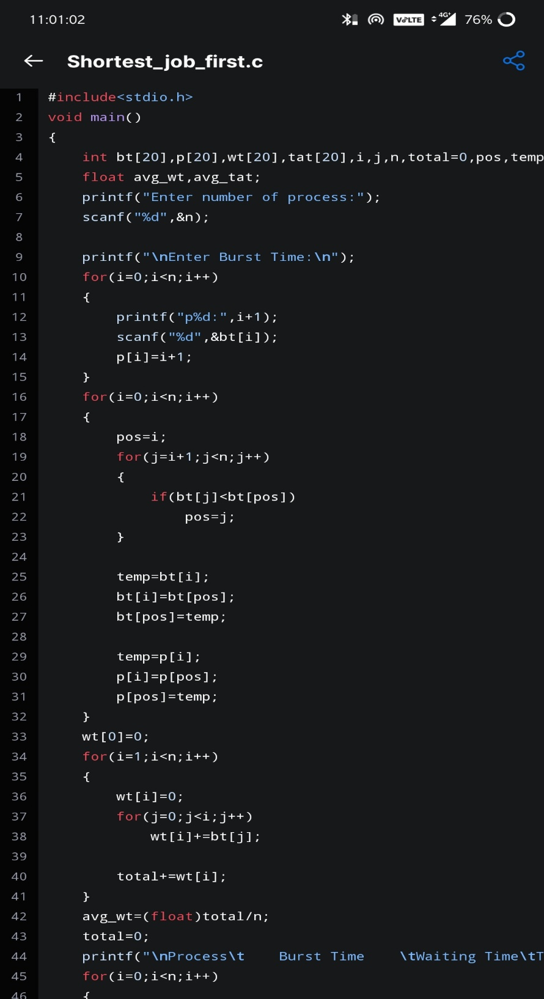 11:01:02 VoLTE 4G+ 76%
Shortest_job_first.c
1 #include<stdio.h>
2 void main()
3 {
4     int bt[20],p[20],wt[20],tat[20],i,j,n,total=0,pos,temp
5     float avg_wt,avg_tat;
6     printf("Enter number of process:");
7     scanf("%d",&n);
8
9     printf("\nEnter Burst Time:\n");
10     for(i=0;i<n;i++)
11     {
12         printf("p%d:",i+1);
13         scanf("%d",&bt[i]);
14         p[i]=i+1;
15     }
16     for(i=0;i<n;i++)
17     {
18         pos=i;
19         for(j=i+1;j<n;j++)
20         {
21             if(bt[j]<bt[pos])
22                 pos=j;
23         }
24
25         temp=bt[i];
26         bt[i]=bt[pos];
27         bt[pos]=temp;
28
29         temp=p[i];
30         p[i]=p[pos];
31         p[pos]=temp;
32     }
33     wt[0]=0;
34     for(i=1;i<n;i++)
35     {
36         wt[i]=0;
37         for(j=0;j<i;j++)
38             wt[i]+=bt[j];
39
40         total+=wt[i];
41     }
42     avg_wt=(float)total/n;
43     total=0;
44     printf("\nProcess\t    Burst Time    \tWaiting Time\tT
45     for(i=0;i<n;i++)
46     {